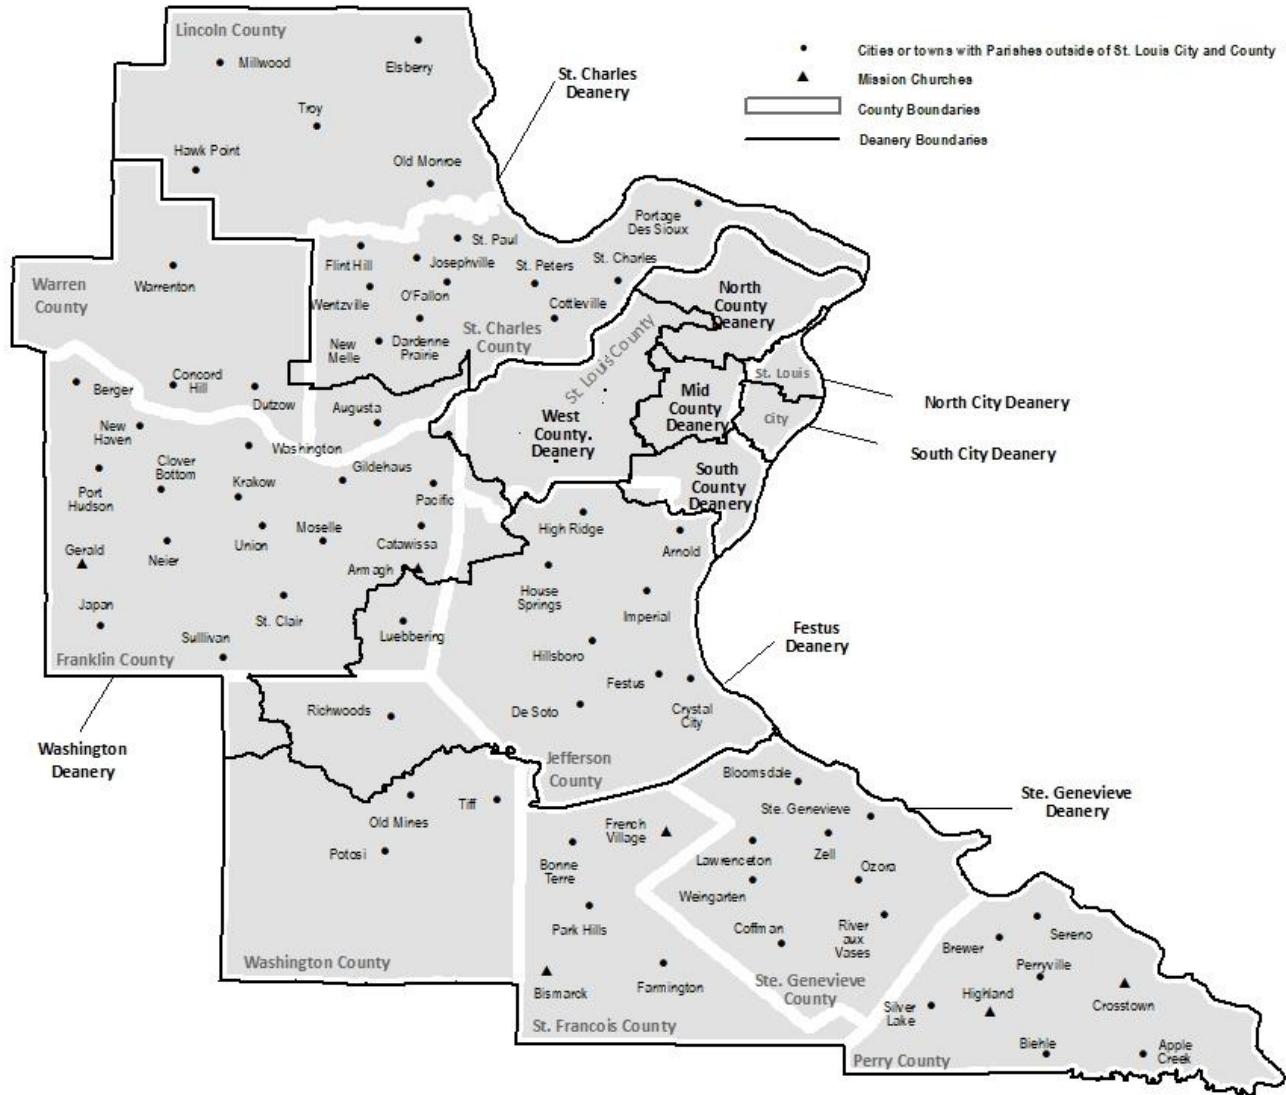 Lincoln County
Millwood
Elsberry
Troy
Hawk Point
Old Monroe
St. Charles
Deanery
Cities or towns with Parishes outside of St. Louis City and County
Mission Churches
County Boundaries
Deanery Boundaries
Portage
Des Sioux
St. Paul
Flint Hill
Josephville
St. Peters
St. Charles
Warren
County
Warrenton
Wentzville
O'Fallon
Cottleville
North
County
Deanery
St. Charles
County
St. Louis County
New
Melle
Dardenne
Prairie
St. Louis
City
Mid
County
Deanery
North City Deanery
South City Deanery
Berger
Concord
Hill
Dutzow
Augusta
West
County.
Deanery
New
Haven
Washington
Clover
Bottom
Gildehaus
Krakow
Port
Hudson
Pacific
South
County
Deanery
Gerald
Neier
Union
Moselle
Catawissa
Armagh
High Ridge
Arnold
House
Springs
Imperial
Japan
St. Clair
Sulllivan
Luebbering
Franklin County
Hillsboro
Festus
Festus
Deanery
Richwoods
De Soto
Crystal
City
Washington
Deanery
Jefferson
County
Bloomsdale
Ste. Genevieve
Ste. Genevieve
Deanery
Old Mines
Tiff
Potosi
French
Village
Bonne
Terre
Lawrenceton
Zell
Ozora
Weingarten
Park Hills
Coffman
River
aux
Vases
Washington County
Bismarck
Farmington
Ste. Genevieve
County
St. Francois County
Brewer
Sereno
Perryville
Silver
Lake
Highland
Crosstown
Biehle
Apple
Creek
Perry County